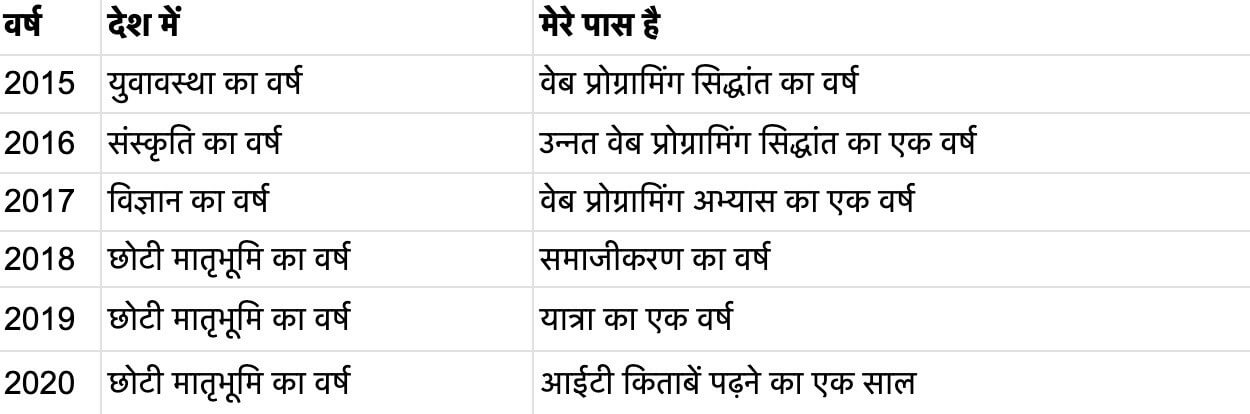 वर्ष देश में मेरे पास है
2015 युवावस्था का वर्ष वेब प्रोग्रामिंग सिद्धांत का वर्ष
2016 संस्कृति का वर्ष उन्नत वेब प्रोग्रामिंग सिद्धांत का एक वर्ष
2017 विज्ञान का वर्ष वेब प्रोग्रामिंग अभ्यास का एक वर्ष
2018 छोटी मातृभूमि का वर्ष समाजीकरण का वर्ष
2019 छोटी मातृभूमि का वर्ष यात्रा का एक वर्ष
2020 छोटी मातृभूमि का वर्ष आईटी किताबें पढ़ने का एक साल